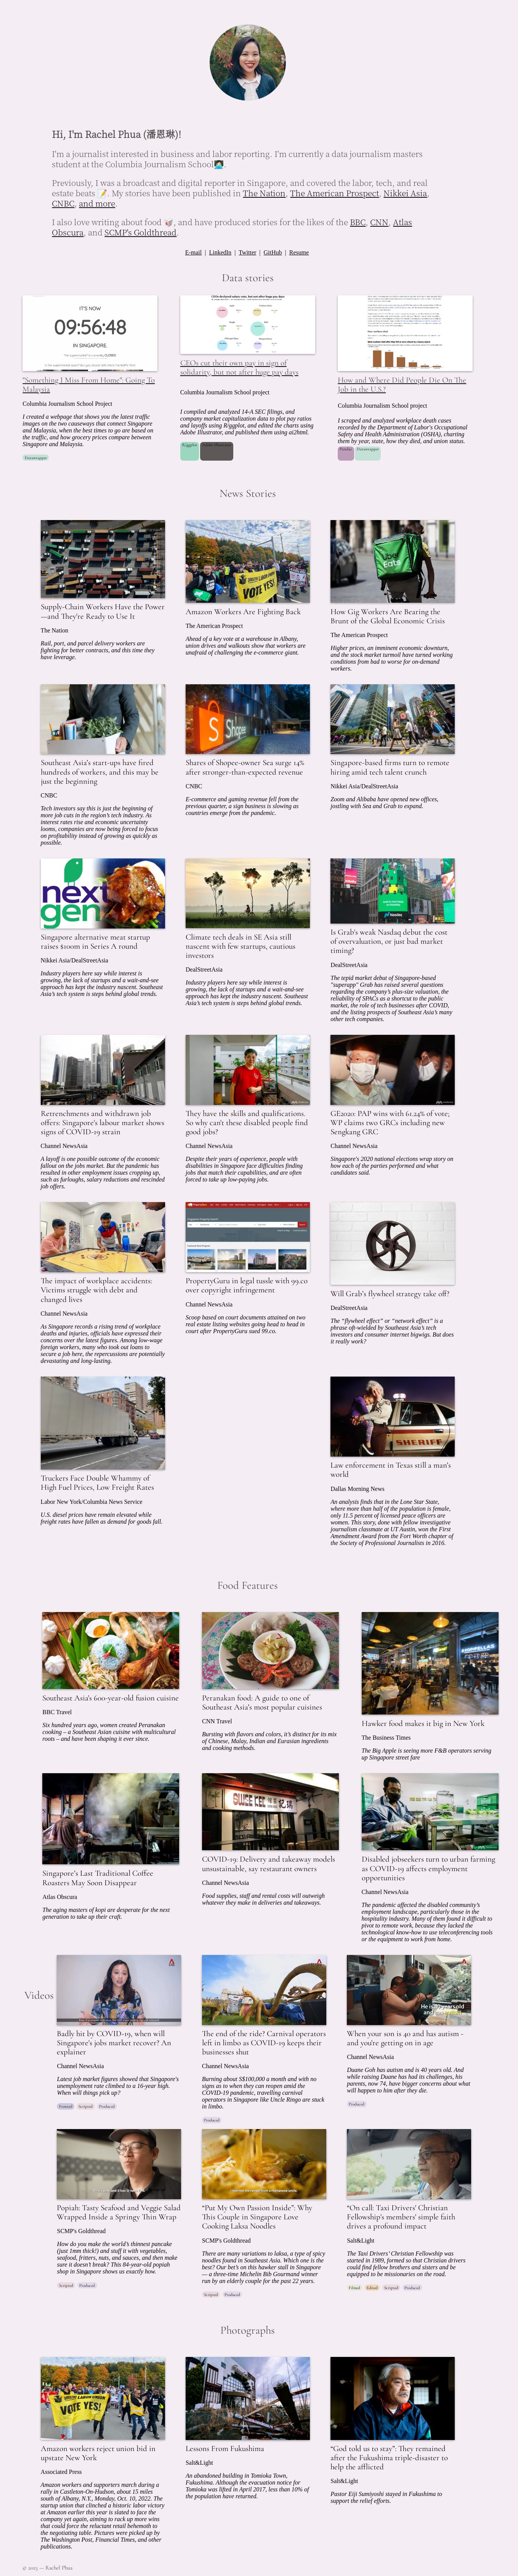 Hi, I'm Rachel Phua (潘恩琳)!
I'm a journalist interested in business and labor reporting. I'm currently a data journalism masters
student at the Columbia Journalism School👩🏻‍💻.
Previously, I was a broadcast and digital reporter in Singapore, and covered the labor, tech, and real
estate beats 📝. My stories have been published in The Nation, The American Prospect, Nikkei Asia,
CNBC, and more.
I also love writing about food 🥡, and have produced stories for the likes of the BBC, CNN, Atlas
Obscura, and SCMP's Goldthread.
E-mail | LinkedIn | Twitter | GitHub | Resume
Data stories
IT'S NOW
09:56:48
IN SINGAPORE.
"Something I Miss From Home": Going To
Malaysia
Columbia Journalism School Project
I created a webpage that shows you the latest traffic
images on the two causeways that connect Singapore
and Malaysia, when the best times to go are based on
the traffic, and how grocery prices compare between
Singapore and Malaysia.
Datawrapper
CEOs cut their own pay in sign of
solidarity, but not after huge pay days
Columbia Journalism School project
I compiled and analyzed 14-A SEC filings, and
company market capitalization data to plot pay ratios
and layoffs using R/ggplot, and edited the charts using
Adobe Illustrator, and published them using ai2html.
How and Where Did People Die On The
Job in the U.S.?
Columbia Journalism School project
I scraped and analyzed workplace death cases
recorded by the Department of Labor's Occupational
Safety and Health Administration (OSHA), charting
them by year, state, how they died, and union status.
Pandas Datawrapper
News Stories
Supply-Chain Workers Have the Power
—and They're Ready to Use It
The Nation
Rail, port, and parcel delivery workers are
fighting for better contracts, and this time they
have leverage.
VOTE YES!
Amazon Workers Are Fighting Back
The American Prospect
Ahead of a key vote at a warehouse in Albany,
union drives and walkouts show that workers are
unafraid of challenging the e-commerce giant.
Uber
Eats
How Gig Workers Are Bearing the
Brunt of the Global Economic Crisis
The American Prospect
Higher prices, an imminent economic downturn,
and the stock market turmoil have turned working
conditions from bad to worse for on-demand
workers.
Southeast Asia's start-ups have fired
hundreds of workers, and this may be
just the beginning
CNBC
Tech investors say this is just the beginning of
more job cuts in the region's tech industry. As
interest rates rise and economic uncertainty
looms, companies are now being forced to focus
on profitability instead of growing as quickly as
possible.
Shopee
Shares of Shopee-owner Sea surge 14%
after stronger-than-expected revenue
CNBC
E-commerce and gaming revenue fell from the
previous quarter, a sign business is slowing as
countries emerge from the pandemic.
Singapore-based firms turn to remote
hiring amid tech talent crunch
Nikkei Asia/DealStreetAsia
Zoom and Alibaba have opened new offices,
jostling with Sea and Grab to expand.
next
gen
Singapore alternative meat startup
raises $100m in Series A round
Nikkei Asia/DealStreetAsia
Industry players here say while interest is
growing, the lack of startups and a wait-and-see
approach has kept the industry nascent. Southeast
Asia's tech system is steps behind global trends.
Climate tech deals in SE Asia still
nascent with few startups, cautious
investors
DealStreetAsia
Industry players here say while interest is
growing, the lack of startups and a wait-and-see
approach has kept the industry nascent. Southeast
Asia's tech system is steps behind global trends.
Nasdaq
Is Grab's weak Nasdaq debut the cost
of overvaluation, or just bad market
timing?
DealStreetAsia
The tepid market debut of Singapore-based
"superapp" Grab has raised several questions
regarding the company's plus-size valuation, the
reliability of SPACs as a shortcut to the public
market, the role of tech businesses after COVID,
and the listing prospects of Southeast Asia's many
other tech companies.
Retrenchments and withdrawn job
offers: Singapore's labour market shows
signs of COVID-19 strain
Channel NewsAsia
A layoff is one possible outcome of the economic
fallout on the jobs market. But the pandemic has
resulted in other employment issues cropping up,
such as furloughs, salary reductions and rescinded
job offers.
They have the skills and qualifications.
So why can't these disabled people find
good jobs?
Channel NewsAsia
Despite their years of experience, people with
disabilities in Singapore face difficulties finding
jobs that match their capabilities, and are often
forced to take up low-paying jobs.
GE2020: PAP wins with 61.24% of vote;
WP claims two GRCs including new
Sengkang GRC
Channel NewsAsia
Singapore's 2020 national elections wrap story on
how each of the parties performed and what
candidates said.
The impact of workplace accidents:
Victims struggle with debt and
changed lives
Channel NewsAsia
As Singapore records a rising trend of workplace
deaths and injuries, officials have expressed their
concerns over the latest figures. Among low-wage
foreign workers, many who took out loans to
secure a job here, the repercussions are potentially
devastating and long-lasting.
PropertyGuru in legal tussle with 99.co
over copyright infringement
Channel NewsAsia
Scoop based on court documents attained on two
real estate listing websites going head to head in
court after PropertyGuru sued 99.co.
Will Grab's flywheel strategy take off?
DealStreetAsia
The "flywheel effect" or "network effect" is a
phrase oft-wielded by Southeast Asia's tech
investors and consumer internet bigwigs. But does
it really work?
Truckers Face Double Whammy of
High Fuel Prices, Low Freight Rates
Labor New York/Columbia News Service
U.S. diesel prices have remain elevated while
freight rates have fallen as demand for goods fall.
SHERIFF
Law enforcement in Texas still a man's
world
Dallas Morning News
An analysis finds that in the Lone Star State,
where more than half of the population is female,
only 11.5 percent of licensed peace officers are
women. This story, done with fellow investigative
journalism classmate at UT Austin, won the First
Amendment Award from the Fort Worth chapter of
the Society of Professional Journalists in 2016.
Food Features
Southeast Asia's 600-year-old fusion cuisine
BBC Travel
Six hundred years ago, women created Peranakan
cooking – a Southeast Asian cuisine with multicultural
roots – and have been shaping it ever since.
Peranakan food: A guide to one of
Southeast Asia's most popular cuisines
CNN Travel
Bursting with flavors and colors, it's distinct for its mix
of Chinese, Malay, Indian and Eurasian ingredients
and cooking methods.
Hawker food makes it big in New York
The Business Times
The Big Apple is seeing more F&B operators serving
up Singapore street fare
Singapore's Last Traditional Coffee
Roasters May Soon Disappear
Atlas Obscura
The aging masters of kopi are desperate for the next
generation to take up their craft.
SWEE KEE
COVID-19: Delivery and takeaway models
unsustainable, say restaurant owners
Channel NewsAsia
Food supplies, staff and rental costs will outweigh
whatever they make in deliveries and takeaways.
Disabled jobseekers turn to urban farming
as COVID-19 affects employment
opportunities
Channel NewsAsia
The pandemic affected the disabled community's
employment landscape, particularly those in the
hospitality industry. Many of them found it difficult to
pivot to remote work, because they lacked the
technological know-how to use teleconferencing tools
or the equipment to work from home.
Videos
Badly hit by COVID-19, when will
Singapore's jobs market recover? An
explainer
Channel NewsAsia
Latest job market figures showed that Singapore's
unemployment rate climbed to a 16-year high.
When will things pick up?
Fronted Scripted Produced
The end of the ride? Carnival operators
left in limbo as COVID-19 keeps their
businesses shut
Channel NewsAsia
Burning about S$100,000 a month and with no
signs as to when they can reopen amid the
COVID-19 pandemic, travelling carnival
operators in Singapore like Uncle Ringo are stuck
in limbo.
Produced
When your son is 40 and has autism -
and you're getting on in age
Channel NewsAsia
Duane Goh has autism and is 40 years old. And
while raising Duane has had its challenges, his
parents, now 74, have bigger concerns about what
will happen to him after they die.
Produced
Popiah: Tasty Seafood and Veggie Salad
Wrapped Inside a Springy Thin Wrap
SCMP's Goldthread
How do you make the world's thinnest pancake
(just 1mm thick!) and stuff it with vegetables,
seafood, fritters, nuts, and sauces, and then make
sure it doesn't break? This 84-year-old popiah
shop in Singapore shows us exactly how.
Scripted Produced
"Put My Own Passion Inside": Why
This Couple in Singapore Love
Cooking Laksa Noodles
SCMP's Goldthread
There are many variations to laksa, a type of spicy
noodles found in Southeast Asia. Which one is the
best? Our bet's on this hawker stall in Singapore
— a three-time Michelin Bib Gourmand winner
run by an elderly couple for the past 22 years.
Scripted Produced
"On call: Taxi Drivers' Christian
Fellowship's members' simple faith
drives a profound impact
Salt&Light
The Taxi Drivers' Christian Fellowship was
started in 1989, formed so that Christian drivers
could find fellow brothers and sisters and be
equipped to be missionaries on the road.
Filmed Edited Scripted Produced
Photographs
VOTE YES!
Amazon workers reject union bid in
upstate New York
Associated Press
Amazon workers and supporters march during a
rally in Castleton-On-Hudson, about 15 miles
south of Albany, N.Y., Monday, Oct. 10, 2022. The
startup union that clinched a historic labor victory
at Amazon earlier this year is slated to face the
company yet again, aiming to rack up more wins
that could force the reluctant retail behemoth to
the negotiating table. Pictures were picked up by
The Washington Post, Financial Times, and other
publications.
Lessons From Fukushima
Salt&Light
An abandoned building in Tomioka Town,
Fukushima. Although the evacuation notice for
Tomioka was lifted in April 2017, less than 10% of
the population have returned.
"God told us to stay": They remained
after the Fukushima triple-disaster to
help the afflicted
Salt&Light
Pastor Eiji Sumiyoshi stayed in Fukushima to
support the relief efforts.
© 2023 — Rachel Phua